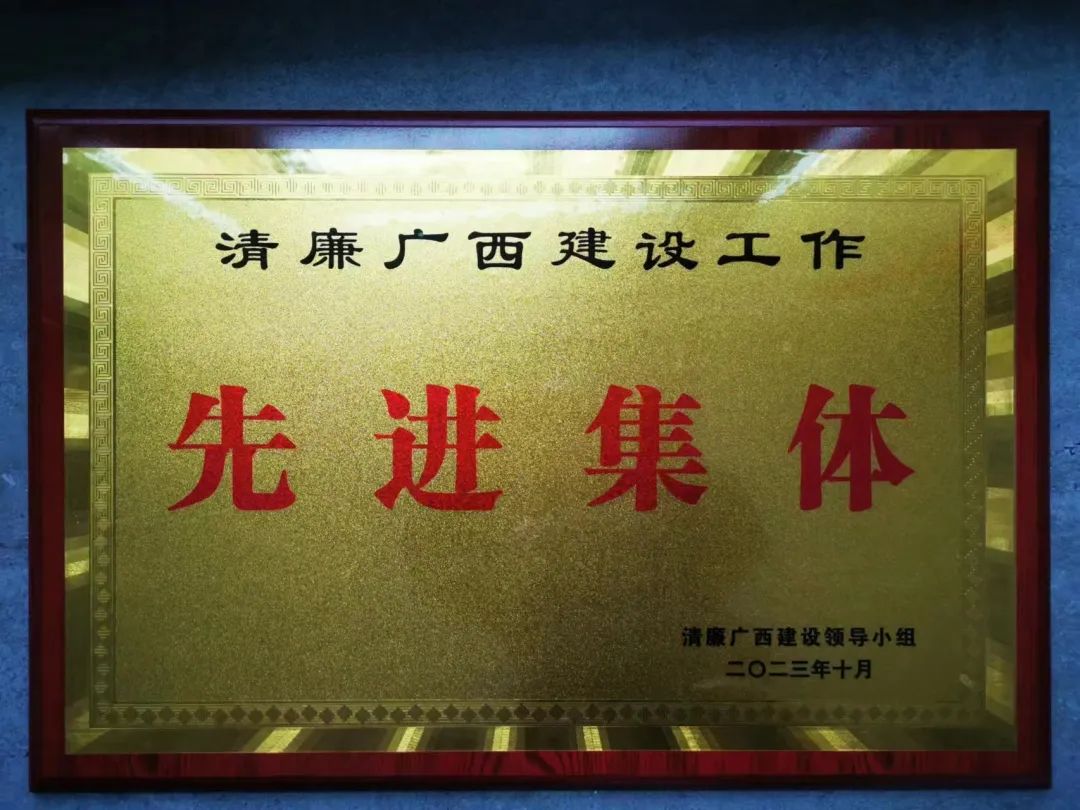 清廉广西建设工作
先进集体
清廉广西建设领导小组
二〇二三年十月